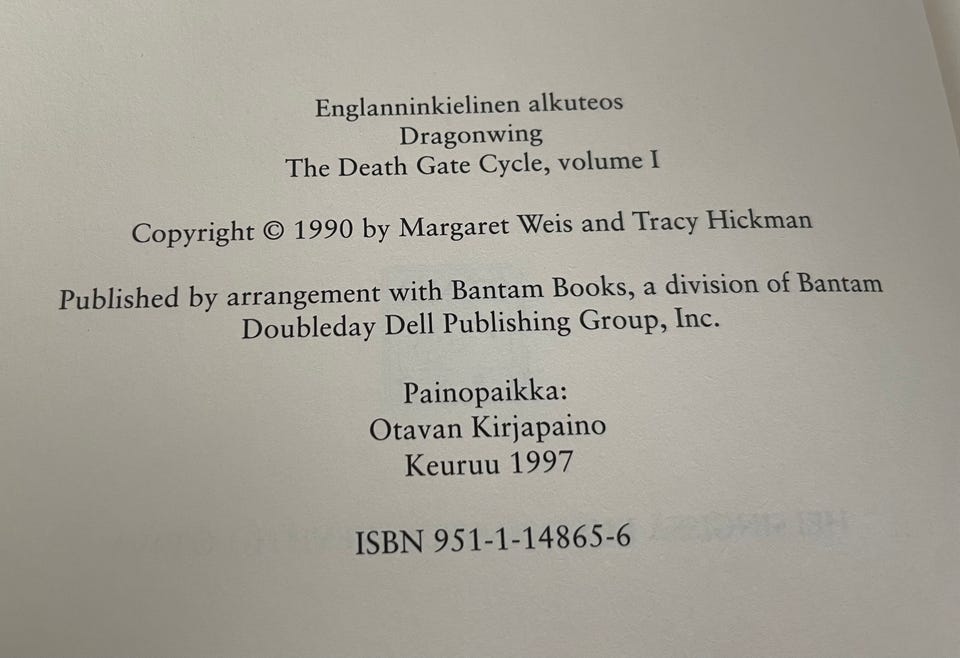 Englanninkielinen alkuteos
Dragonwing
The Death Gate Cycle, volume I
Copyright © 1990 by Margaret Weis and Tracy Hickman
Published by arrangement with Bantam Books, a division of Bantam
Doubleday Dell Publishing Group, Inc.
Painopaikka:
Otavan Kirjapaino
Keuruu 1997
ISBN 951-1-14865-6